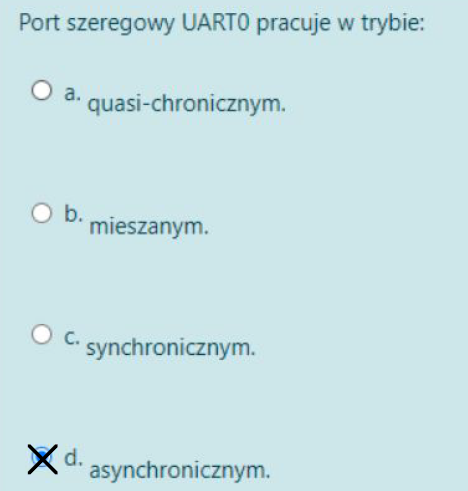 Port szeregowy UART0 pracuje w trybie:
a. quasi-chronicznym.
b. mieszanym.
c. synchronicznym.
d. asynchronicznym.